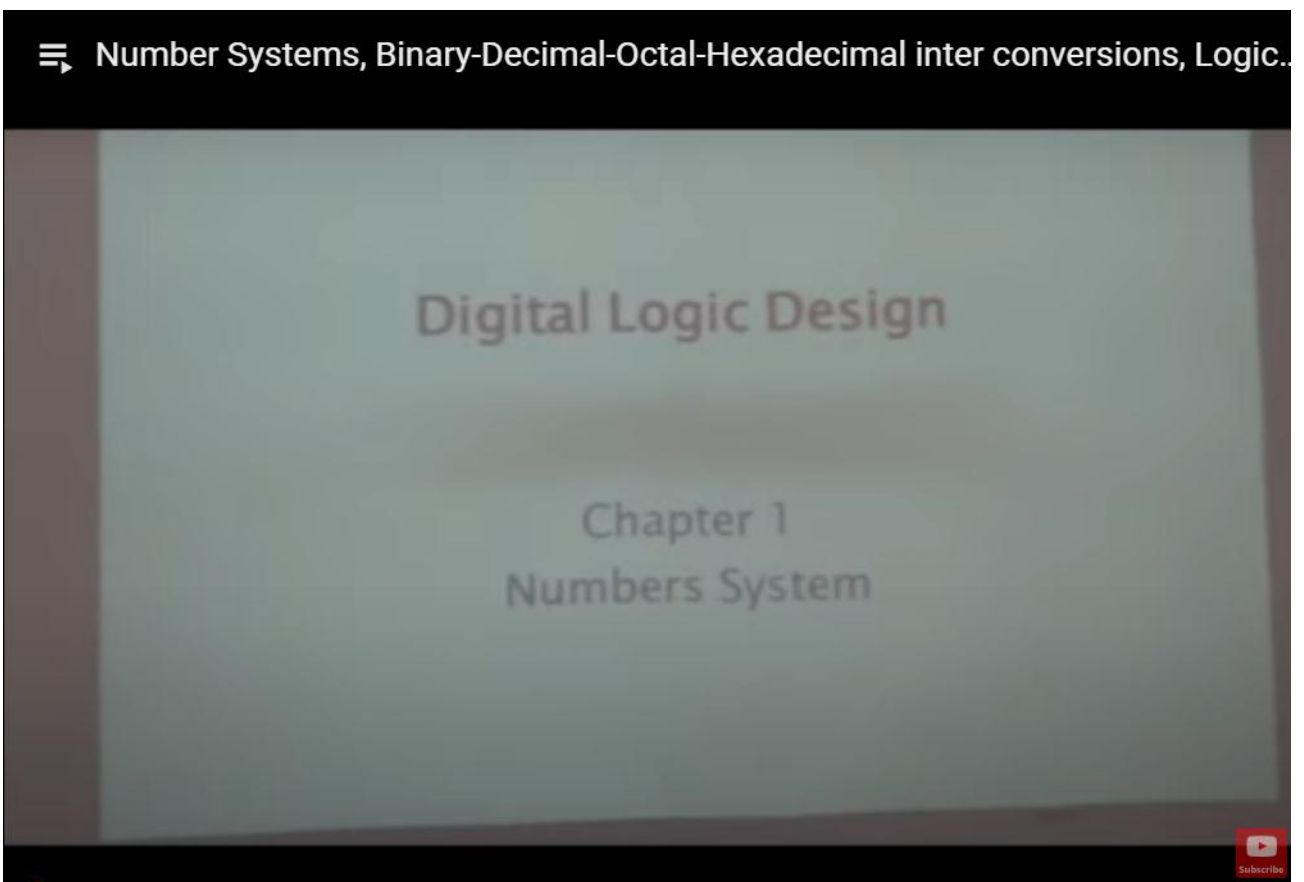 Number Systems, Binary-Decimal-Octal-Hexadecimal inter conversions, Logic...
Digital Logic Design
Chapter 1
Numbers System
Subscribe